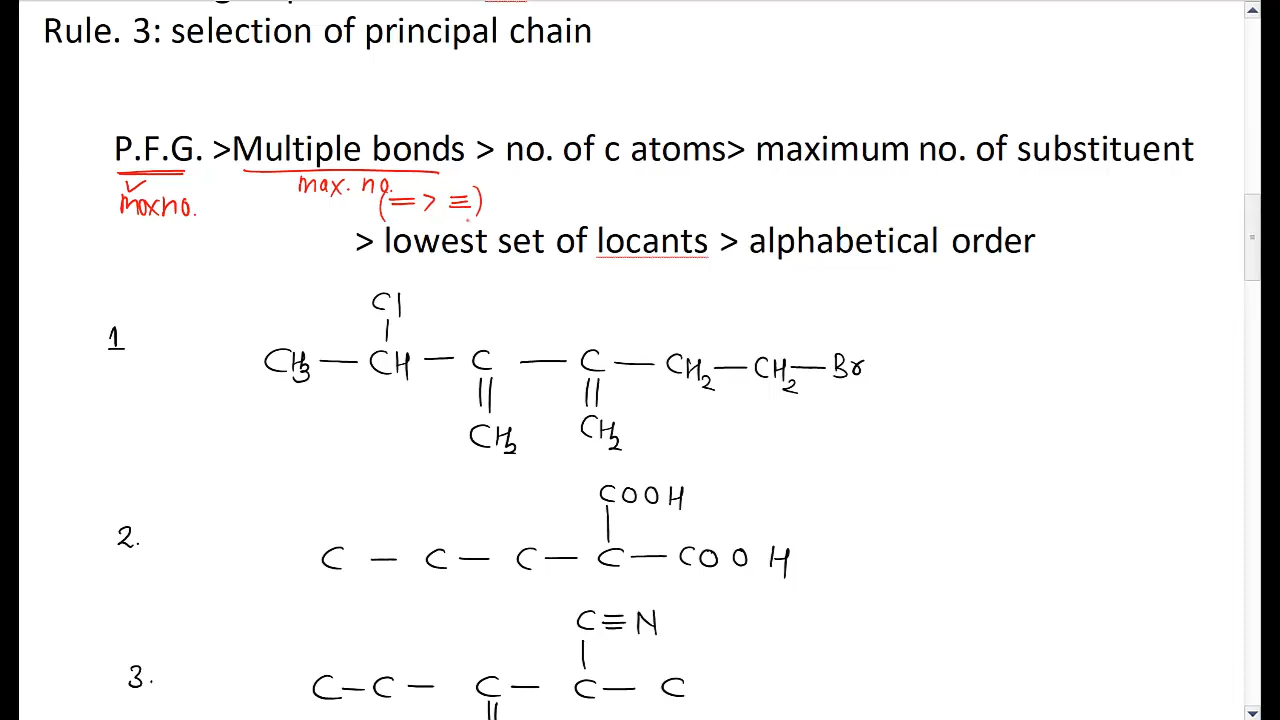 Rule. 3: selection of principal chain
P.F.G. >Multiple bonds > no. of c atoms> maximum no. of substituent
max no. max. no.
(= > ≡)
> lowest set of locants > alphabetical order
Cl
1
CH3 — CH — C — C — CH2 — CH2 — Br
CH2 CH2
COOH
2.
C — C — C — C — COOH
C≡N
3.
C — C — C — C — C